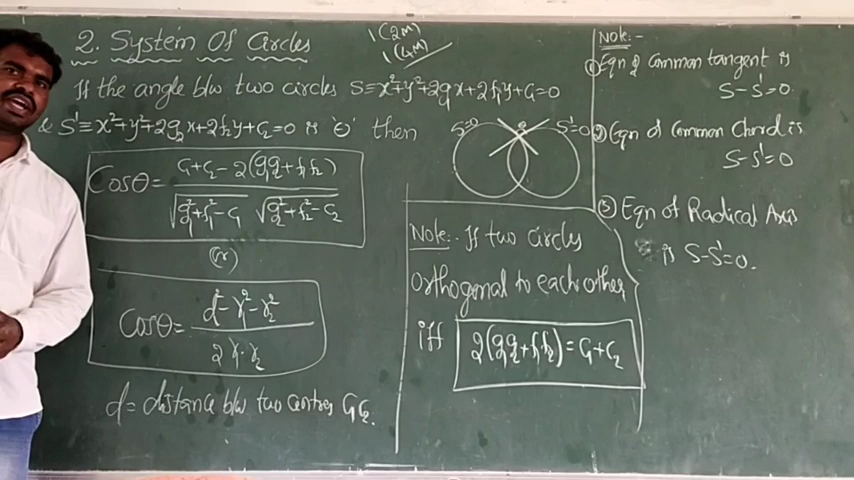 2. System Of Circles
1(2M)
1(4M)
If the angle b/w two circles S≡x²+y²+2g₁x+2f₁y+C₁=0
& S'≡x²+y²+2g₂x+2f₂y+C₂=0 is 'θ' then
Cosθ= (C₁+C₂-2(g₁g₂+f₁f₂)) / (√(g₁²+f₁²-C₁) √(g₂²+f₂²-C₂))
(or)
Cosθ= (d²-r₁²-r₂²) / (2r₁.r₂)
d= distance b/w two centres C₁C₂.
S=0
θ
S'=0
Note:- If two circles
orthogonal to each other
iff 2(g₁g₂+f₁f₂)=C₁+C₂
Note:-
① Eqn of Common tangent is
S-S'=0.
② Eqn of Common Chord is
S-S'=0
③ Eqn of Radical Axis
is S-S'=0.